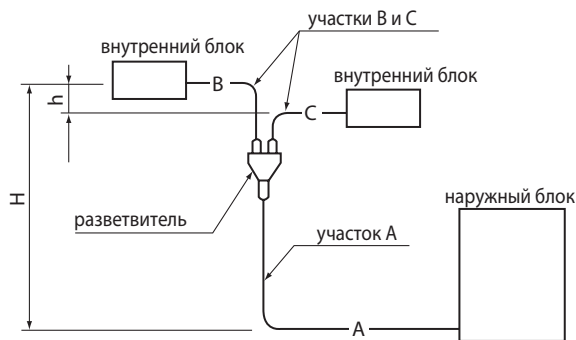 участки B и C
внутренний блок
B
внутренний блок
h
C
H
наружный блок
разветвитель
участок A
A